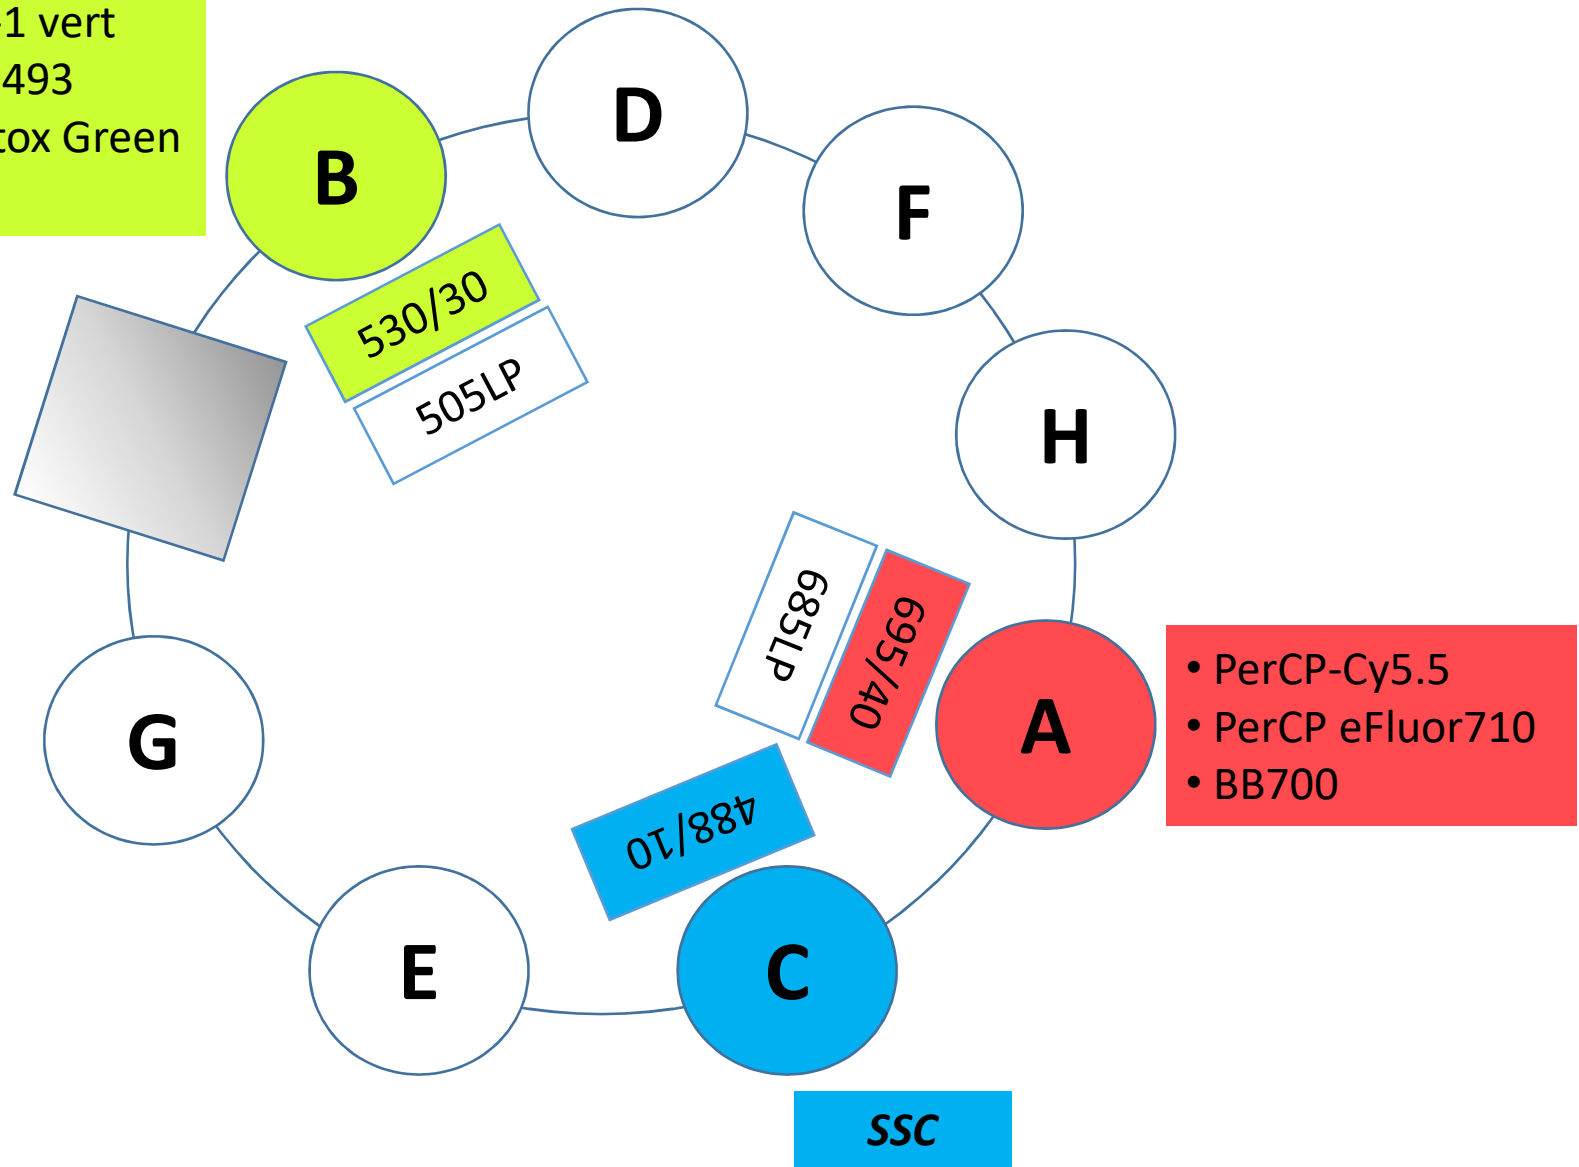 -1 vert
493
tox Green
B
D
F
H
530/30
505LP
685LP
695/40
A
• PerCP-Cy5.5
• PerCP eFluor710
• BB700
488/10
G
E
C
SSC